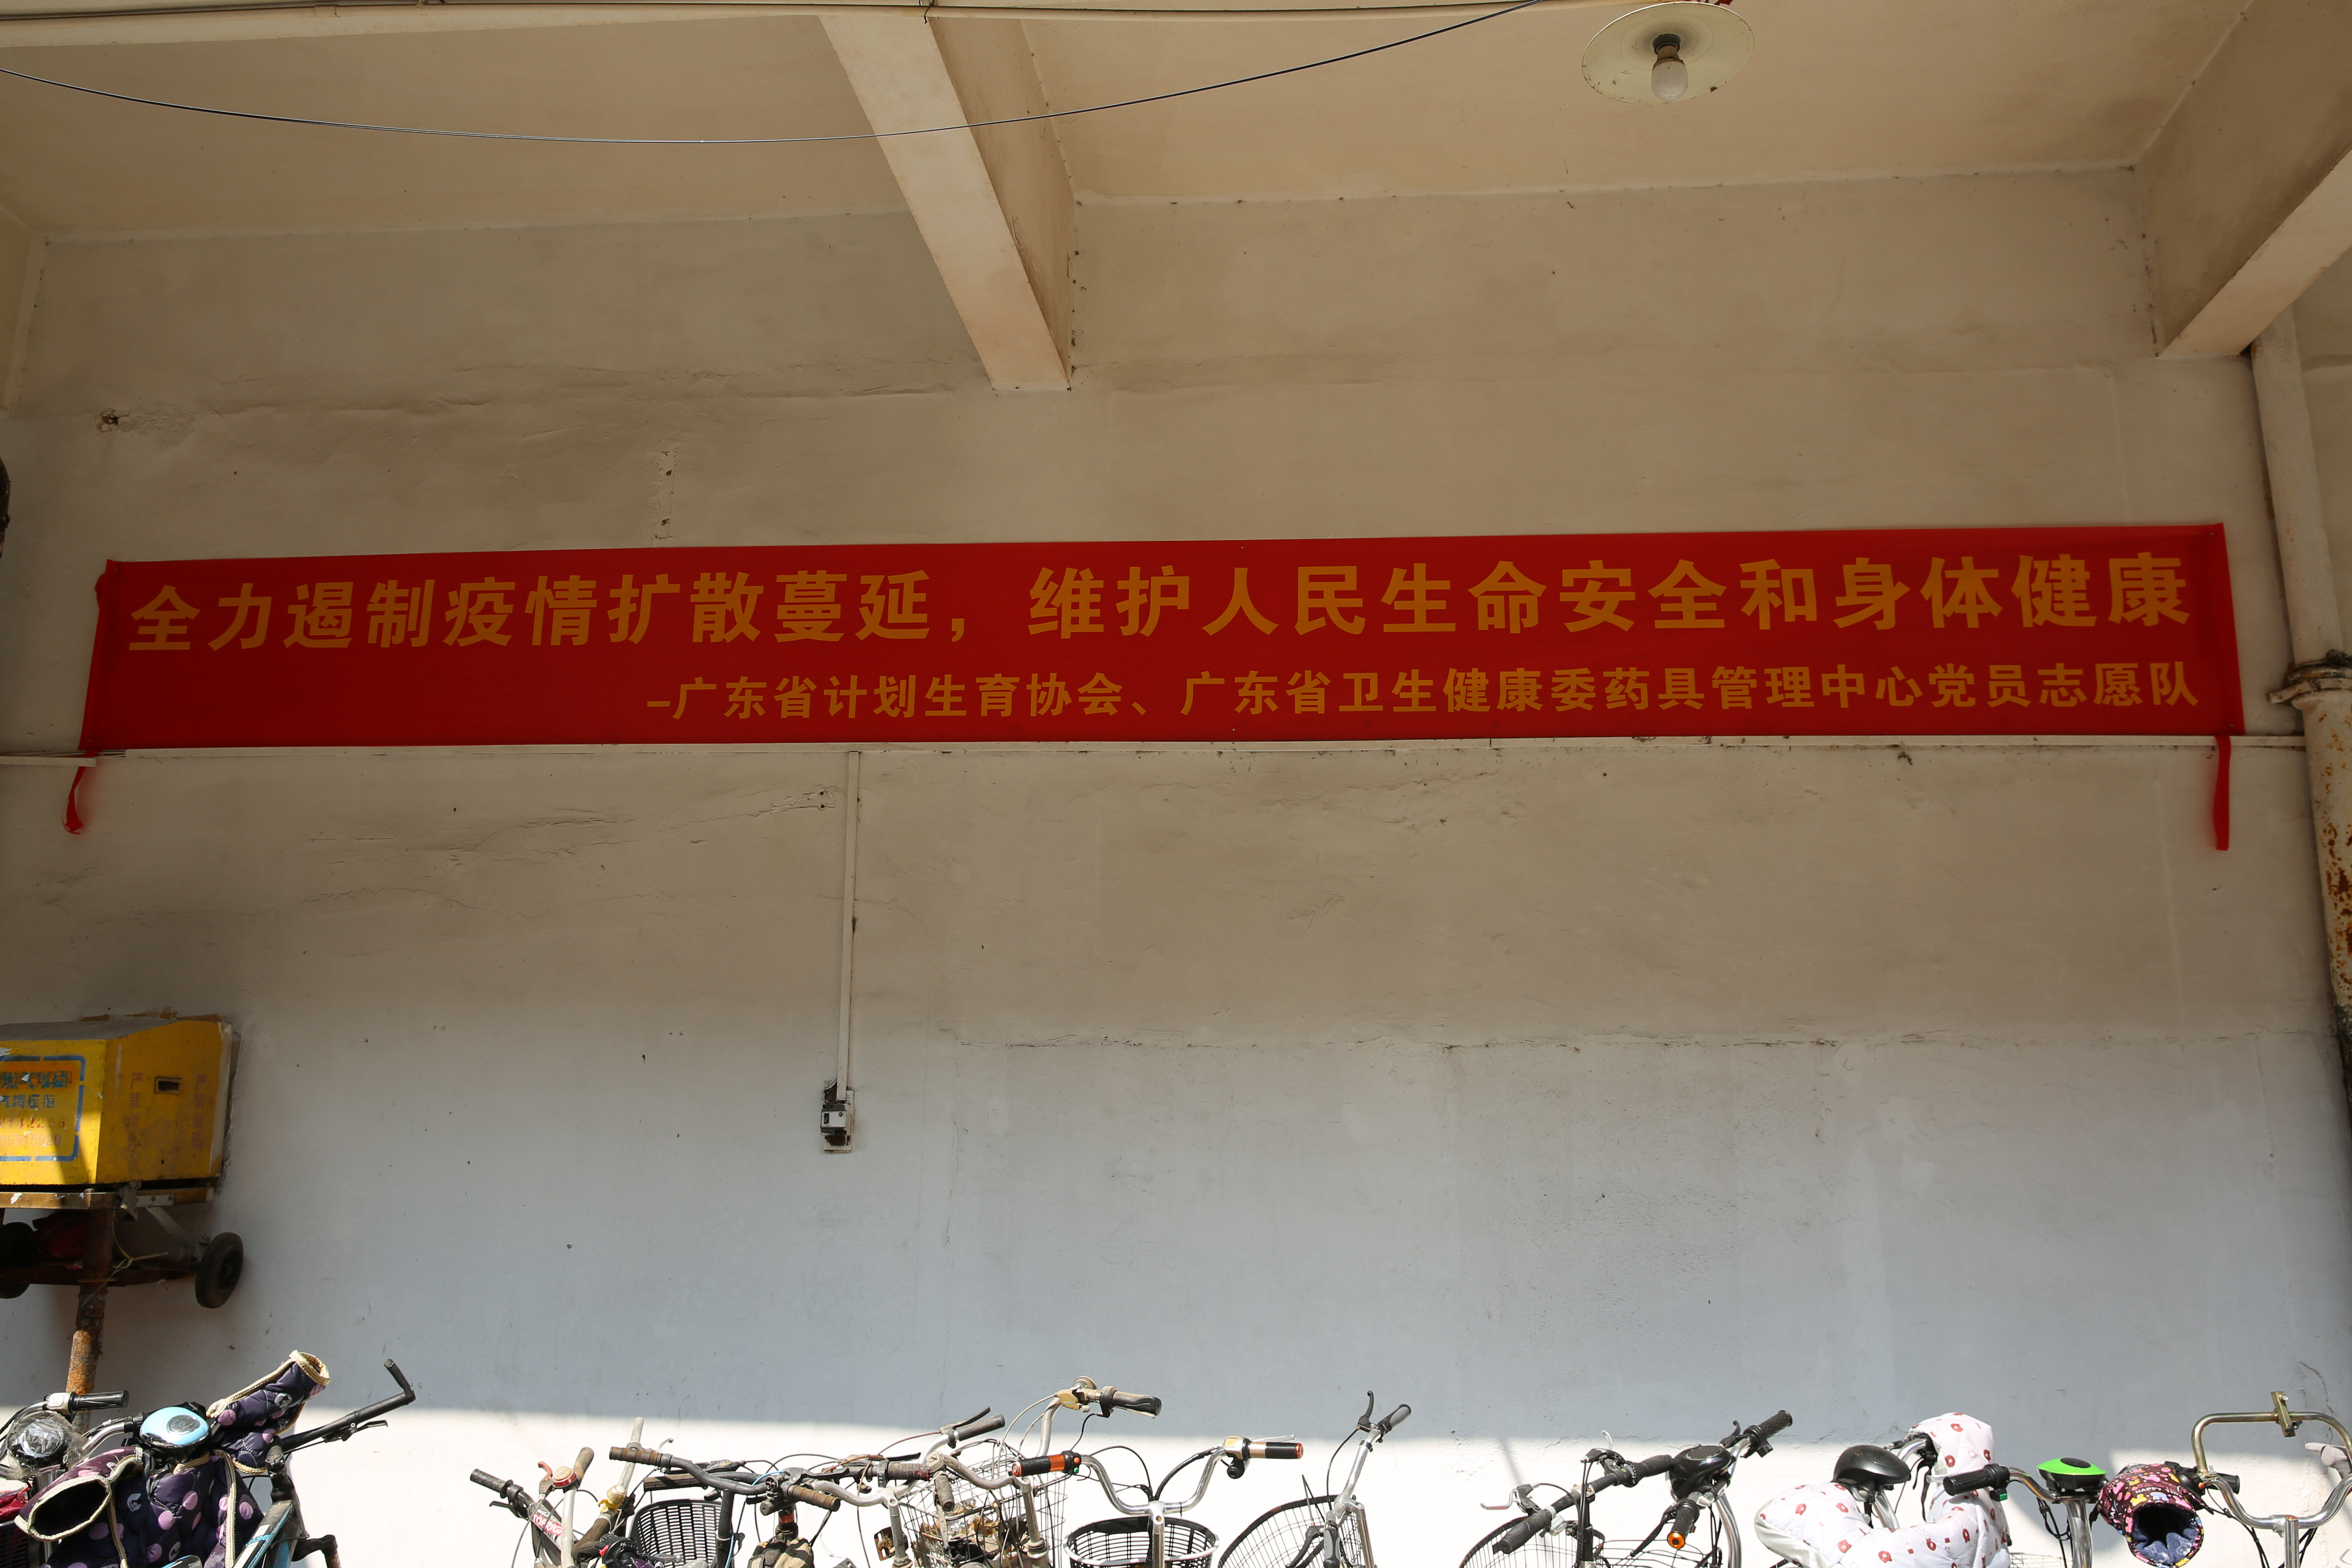 全力遏制疫情扩散蔓延，维护人民生命安全和身体健康
–广东省计划生育协会、广东省卫生健康委药具管理中心党员志愿队